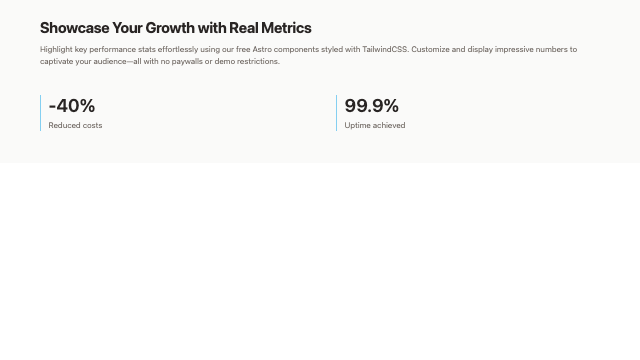 Showcase Your Growth with Real Metrics
Highlight key performance stats effortlessly using our free Astro components styled with TailwindCSS. Customize and display impressive numbers to
captivate your audience—all with no paywalls or demo restrictions.
-40%
Reduced costs
99.9%
Uptime achieved